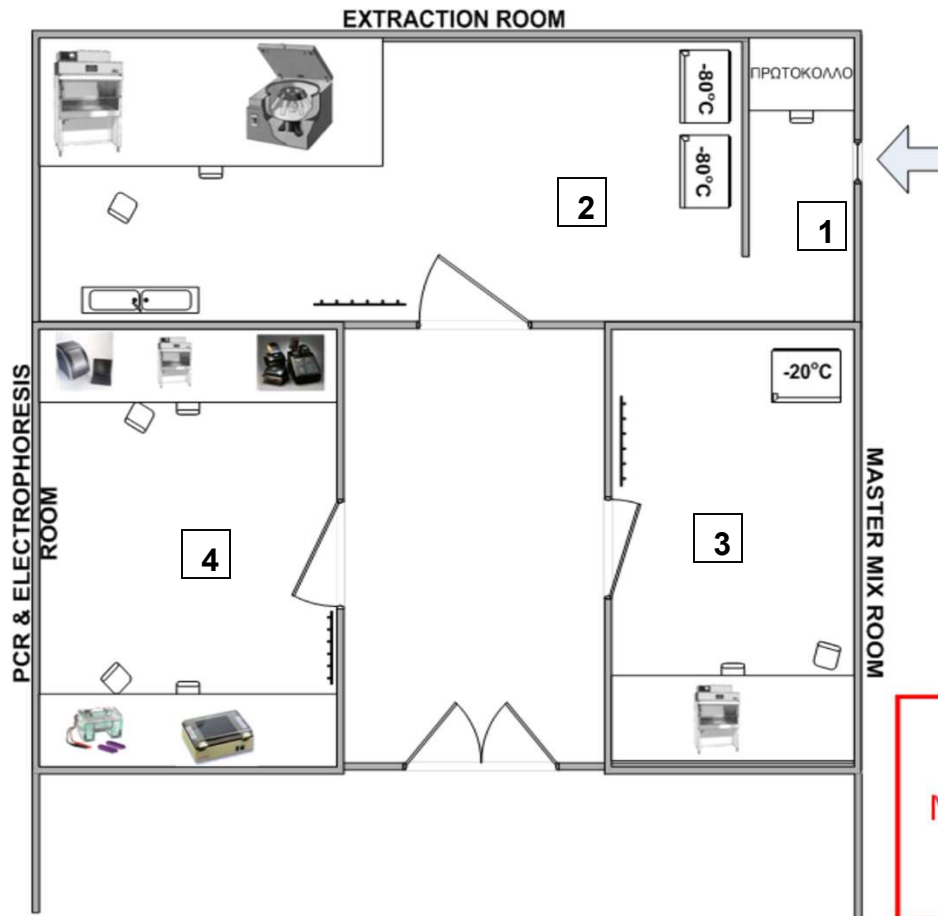 EXTRACTION ROOM
ΠΡΩΤΟΚΟΛΛΟ
-80°C
-80°C
2
1
-20°C
PCR & ELECTROPHORESIS
ROOM
4
3
MASTER MIX ROOM